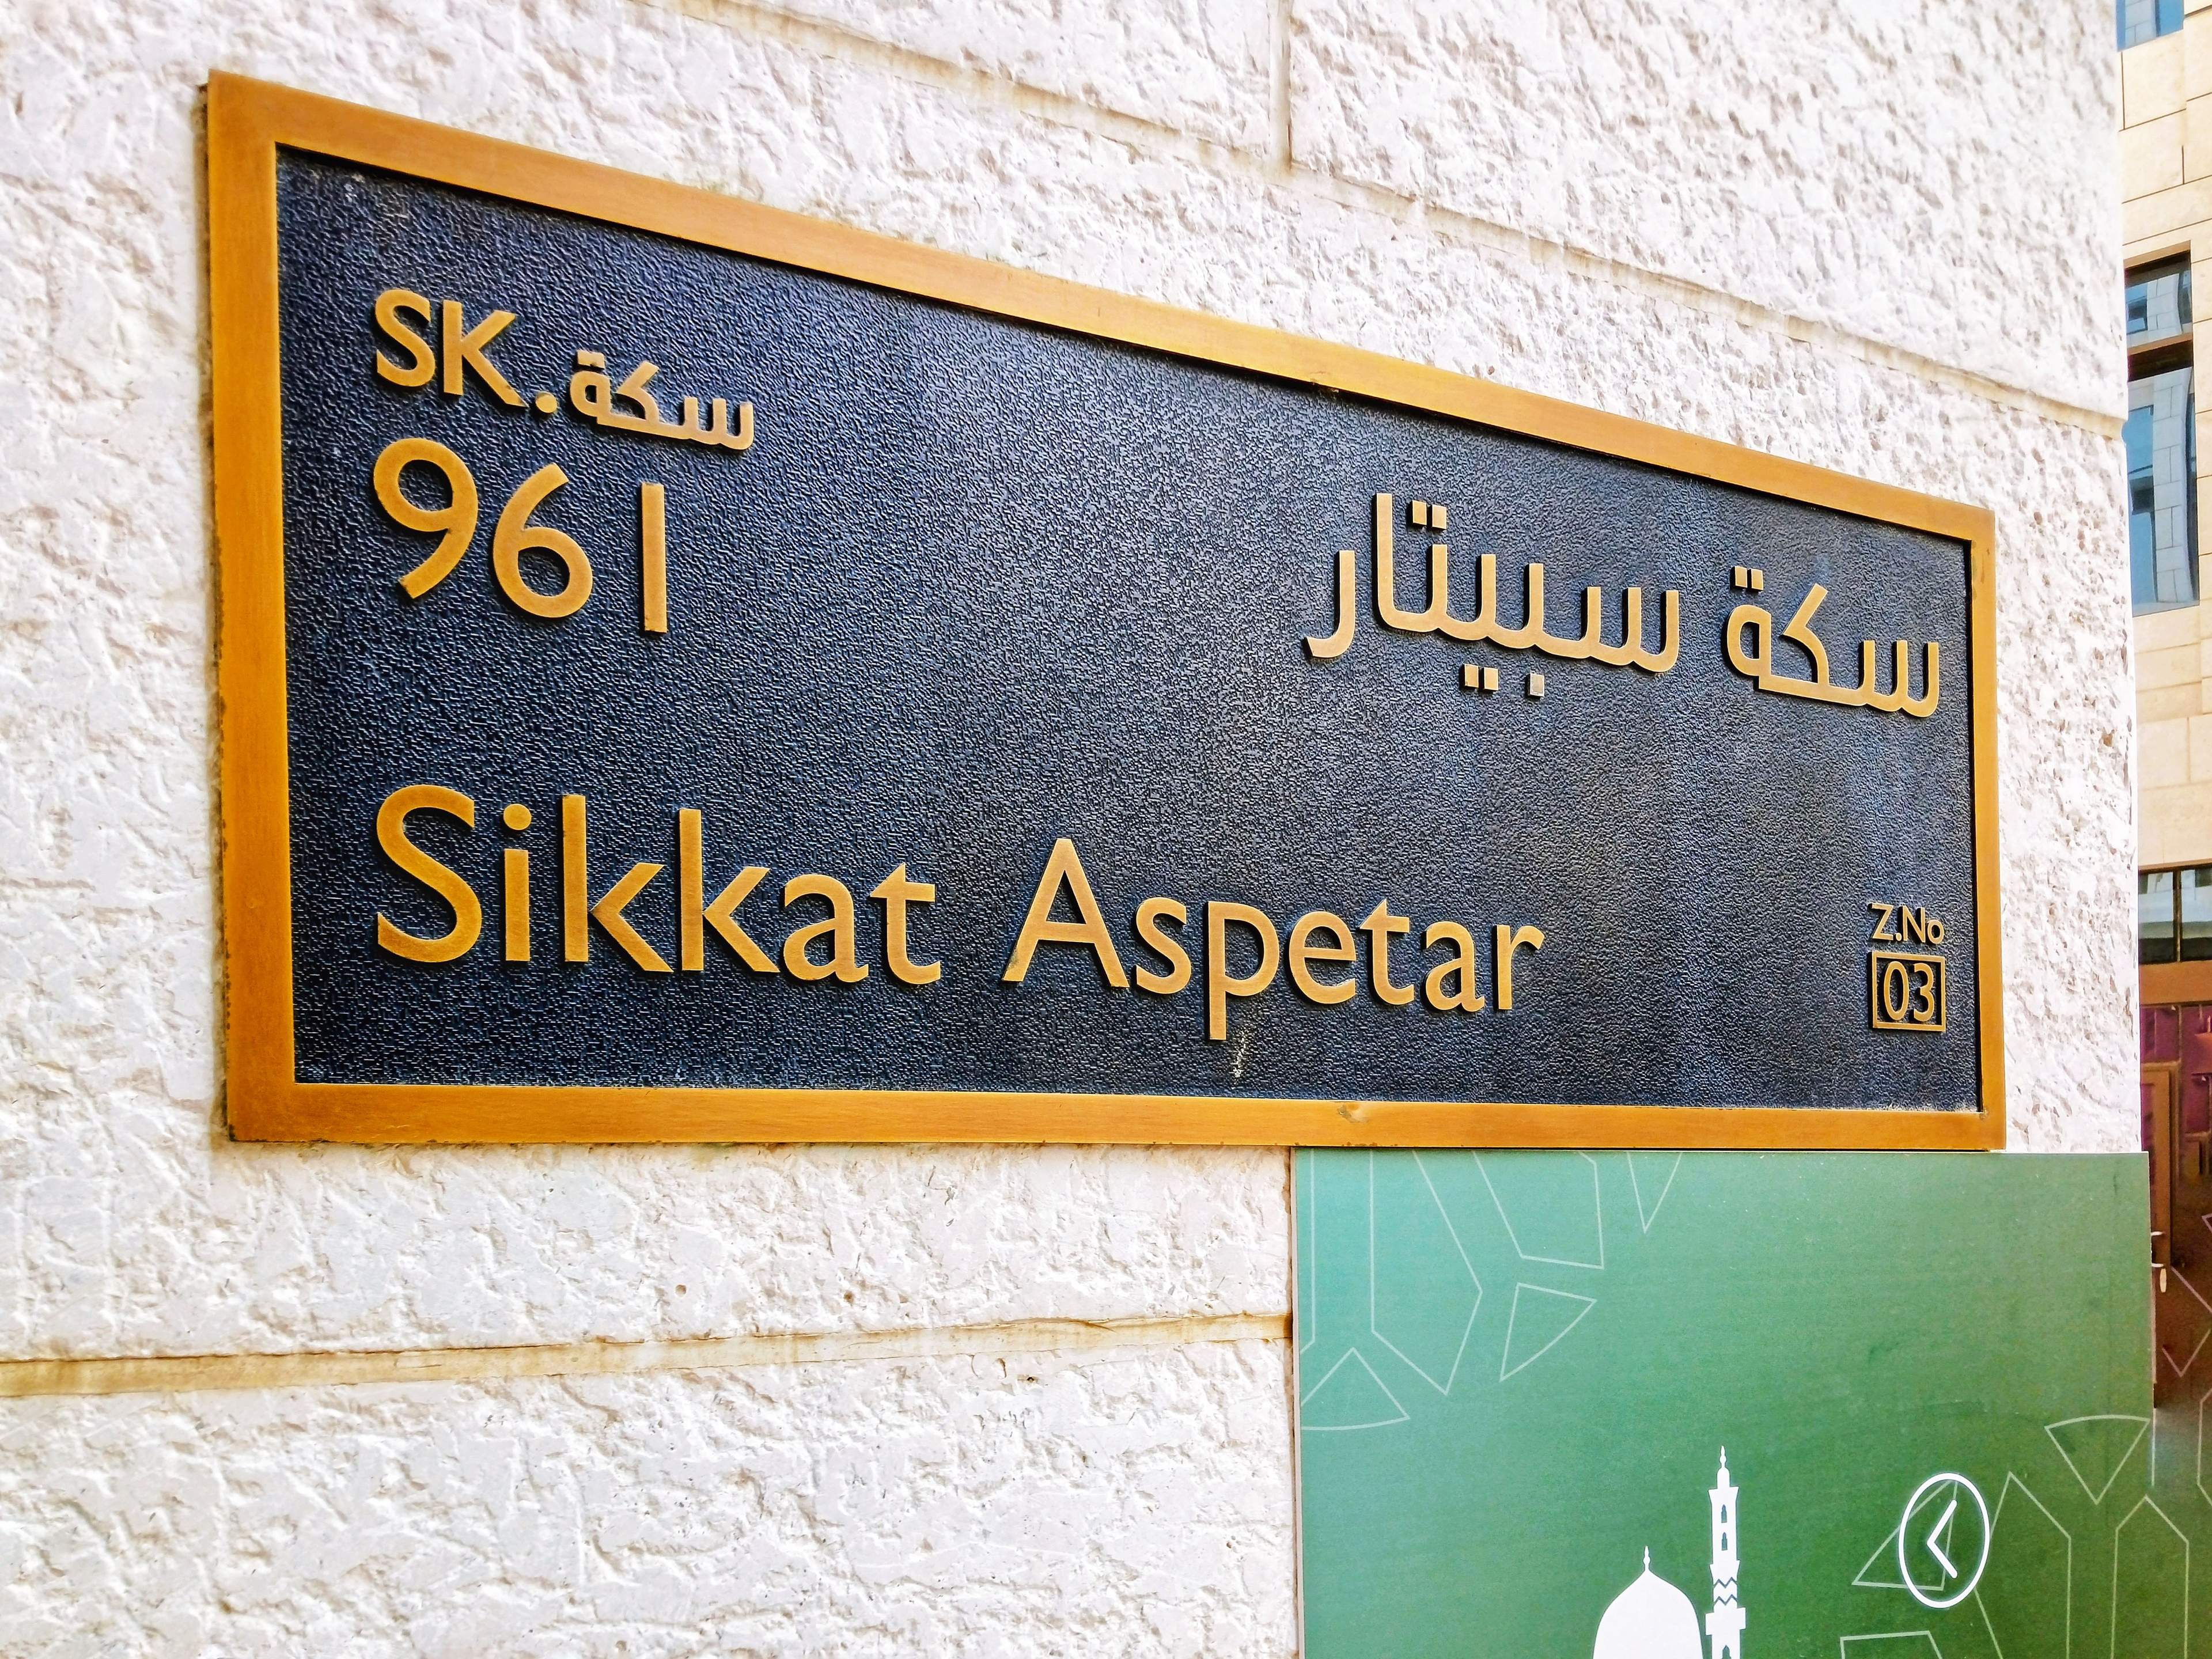 SK. سكة
961
سكة سبيتار
Sikkat Aspetar
Z.No
03